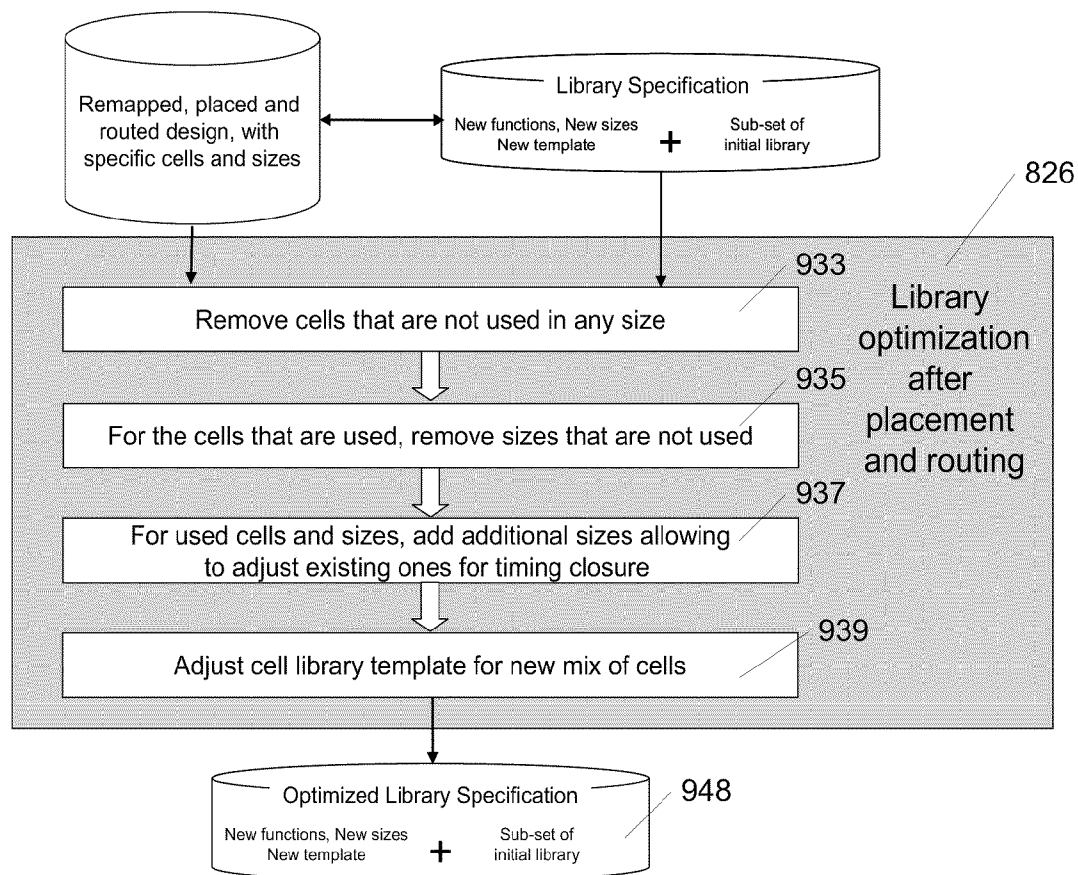 Remapped, placed and
routed design, with
specific cells and sizes
Library Specification
New functions, New sizes
New template
+
Sub-set of
initial library
826
Library
optimization
after
placement
and routing
933
Remove cells that are not used in any size
935
For the cells that are used, remove sizes that are not used
937
For used cells and sizes, add additional sizes allowing
to adjust existing ones for timing closure
939
Adjust cell library template for new mix of cells
Optimized Library Specification
New functions, New sizes
New template
+
Sub-set of
initial library
948